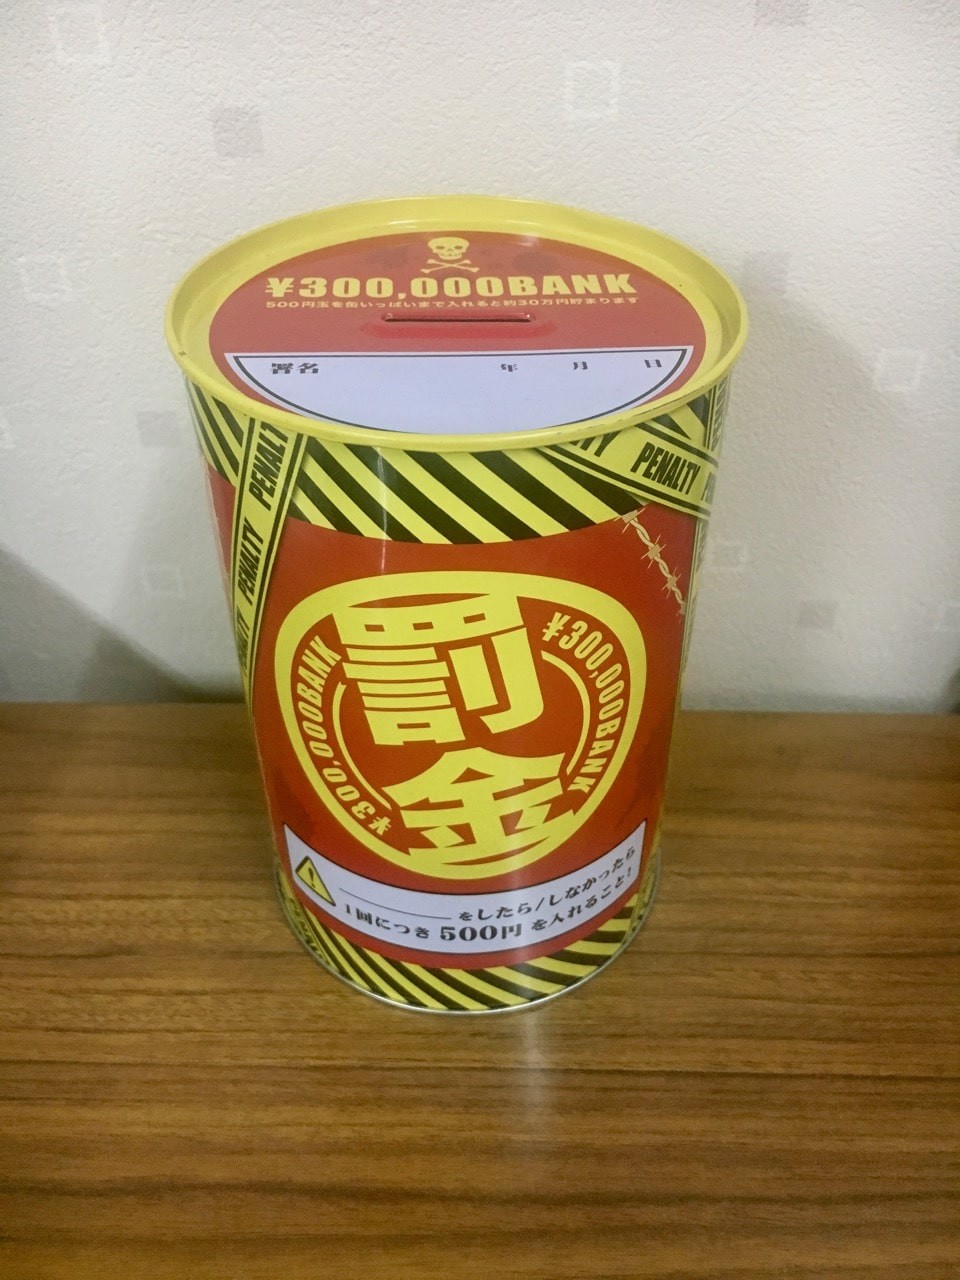 ¥300,000BANK
500円玉を缶いっぱいまで入れると約30万円貯まります
署名 年 月 日
PENALTY
PENALTY
PENALTY
PENALTY
罰金
¥300,000BANK
¥300,000BANK
をしたら/しなかったら
1回につき500円を入れること!